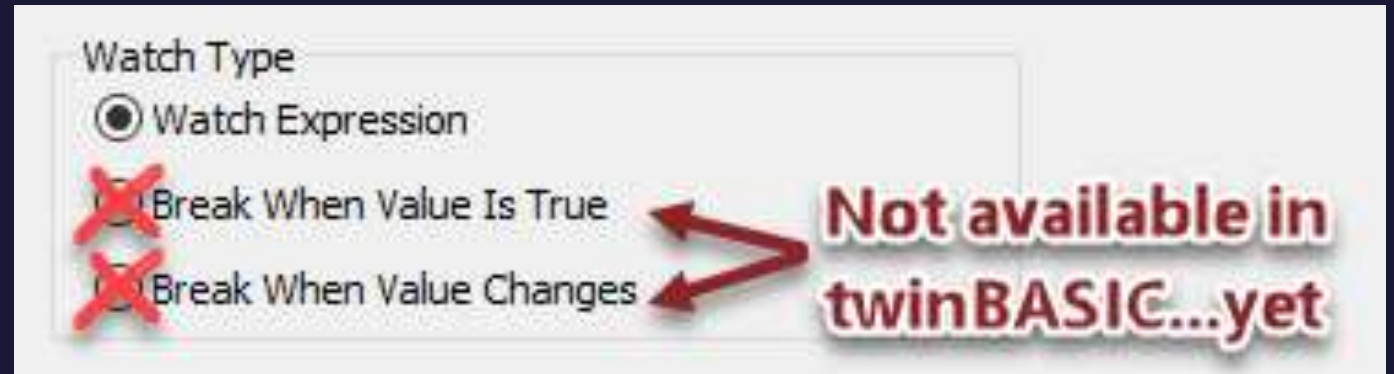 Watch Type
Watch Expression
Break When Value Is True
Break When Value Changes
Not available in
twinBASIC...yet